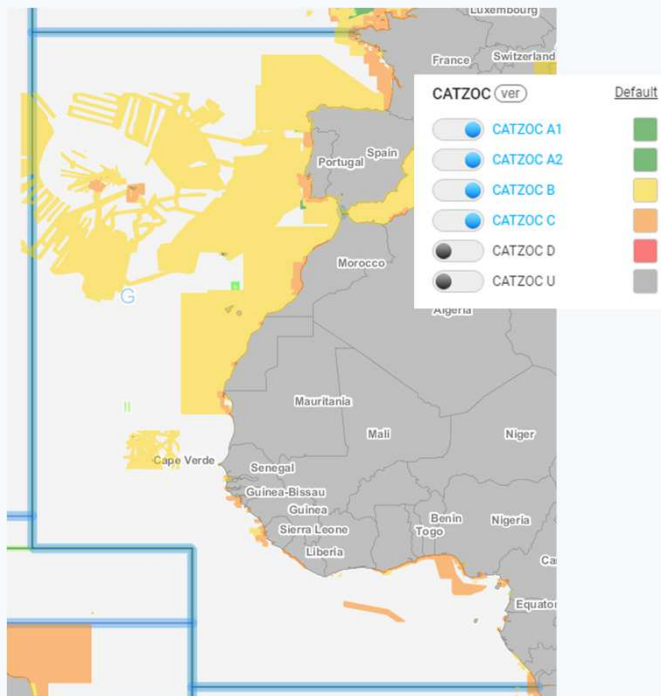 Luxembourg
France
Switzerland
CATZOC (ver) Default
CATZOC A1
CATZOC A2
CATZOC B
CATZOC C
CATZOC D
CATZOC U
Portugal
Spain
Morocco
Algeria
G
Mauritania
Mali
Niger
Cape Verde
Senegal
Guinea-Bissau
Guinea
Sierra Leone
Liberia
Benin
Togo
Nigeria
Ca
Equator